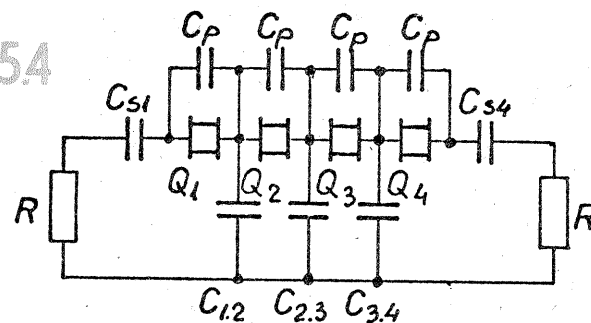 Cp Cp Cp Cp
54
Cs1 Cs4
Q1 Q2 Q3 Q4
R R
C1.2 C2.3 C3.4